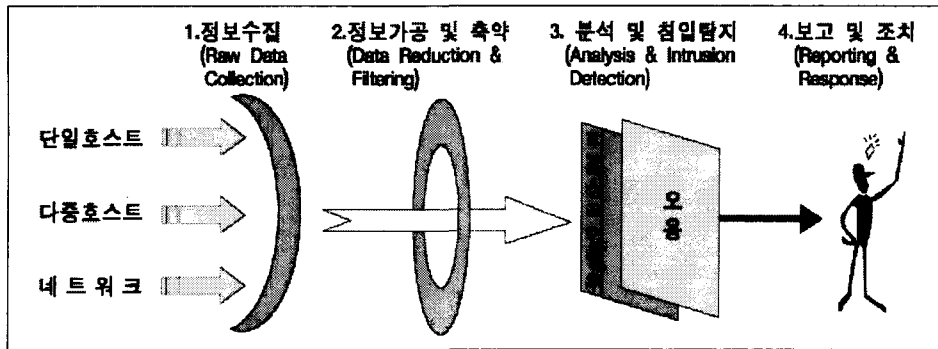 1.정보수집
(Raw Data
Collection)
2.정보가공 및 축약
(Data Reduction &
Filtering)
3. 분석 및 침입탐지
(Analysis & Intrusion
Detection)
4.보고 및 조치
(Reporting &
Response)
단일호스트
다중호스트
네트워크
오용